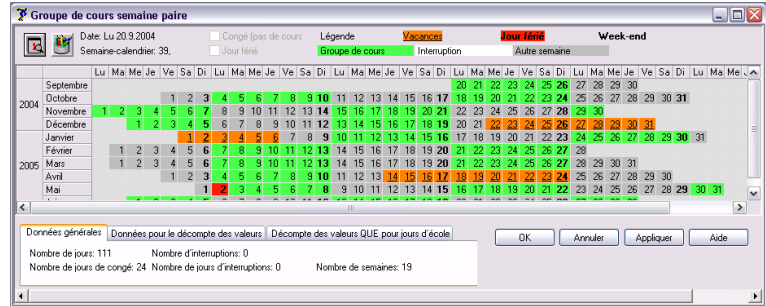 Groupe de cours semaine paire
Date: Lu 20.9.2004 Congé (pas de cours Légende Vacances Jour férié Week-end
Semaine-calendrier: 39, Jour férié Groupe de cours Interruption Autre semaine
Lu Ma Me Je Ve Sa Di Lu Ma Me Je Ve Sa Di Lu Ma Me Je Ve Sa Di Lu Ma Me Je Ve Sa Di Lu Ma Me Je Ve Sa Di Lu Ma Me J
2004 Septembre 20 21 22 23 24 25 26 27 28 29 30
Octobre 1 2 3 4 5 6 7 8 9 10 11 12 13 14 15 16 17 18 19 20 21 22 23 24 25 26 27 28 29 30 31
Novembre 1 2 3 4 5 6 7 8 9 10 11 12 13 14 15 16 17 18 19 20 21 22 23 24 25 26 27 28 29 30
Décembre 1 2 3 4 5 6 7 8 9 10 11 12 13 14 15 16 17 18 19 20 21 22 23 24 25 26 27 28 29 30 31
2005 Janvier 1 2 3 4 5 6 7 8 9 10 11 12 13 14 15 16 17 18 19 20 21 22 23 24 25 26 27 28 29 30 31
Février 1 2 3 4 5 6 7 8 9 10 11 12 13 14 15 16 17 18 19 20 21 22 23 24 25 26 27 28
Mars 1 2 3 4 5 6 7 8 9 10 11 12 13 14 15 16 17 18 19 20 21 22 23 24 25 26 27 28 29 30 31
Avril 1 2 3 4 5 6 7 8 9 10 11 12 13 14 15 16 17 18 19 20 21 22 23 24 25 26 27 28 29 30
Mai 1 2 3 4 5 6 7 8 9 10 11 12 13 14 15 16 17 18 19 20 21 22 23 24 25 26 27 28 29 30 31
Données générales Données pour le décompte des valeurs Décompte des valeurs QUE pour jours d'école OK Annuler Appliquer Aide
Nombre de jours: 111 Nombre d'interruptions: 0
Nombre de jours de congé: 24 Nombre de jours d'interruptions: 0 Nombre de semaines: 19